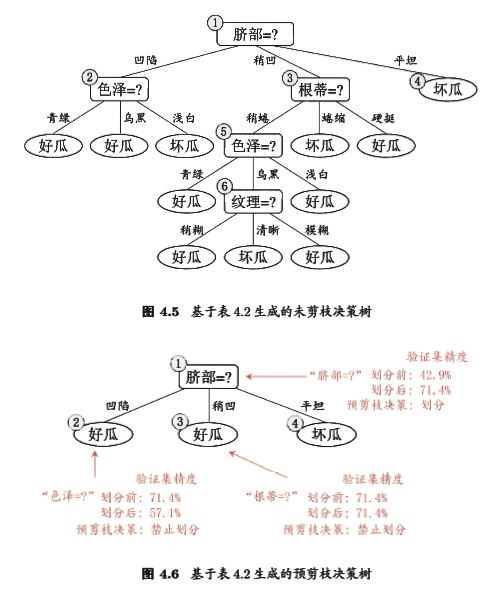 ① 脐部=?
凹陷 稍凹 平坦
② 色泽=? ③ 根蒂=? ④ 坏瓜
青绿 乌黑 浅白 稍蜷 蜷缩 硬挺
好瓜 好瓜 坏瓜 ⑤ 色泽=? 坏瓜 好瓜
青绿 乌黑 浅白
好瓜 ⑥ 纹理=? 好瓜
稍糊 清晰 模糊
好瓜 坏瓜 好瓜
图 4.5 基于表 4.2 生成的未剪枝决策树
验证集精度
① 脐部=? “脐部=?” 划分前: 42.9%
划分后: 71.4%
预剪枝决策: 划分
凹陷 稍凹 平坦
② 好瓜 ③ 好瓜 ④ 坏瓜
验证集精度 验证集精度
“色泽=?” 划分前: 71.4% “根蒂=?” 划分前: 71.4%
划分后: 57.1% 划分后: 71.4%
预剪枝决策: 禁止划分 预剪枝决策: 禁止划分
图 4.6 基于表 4.2 生成的预剪枝决策树